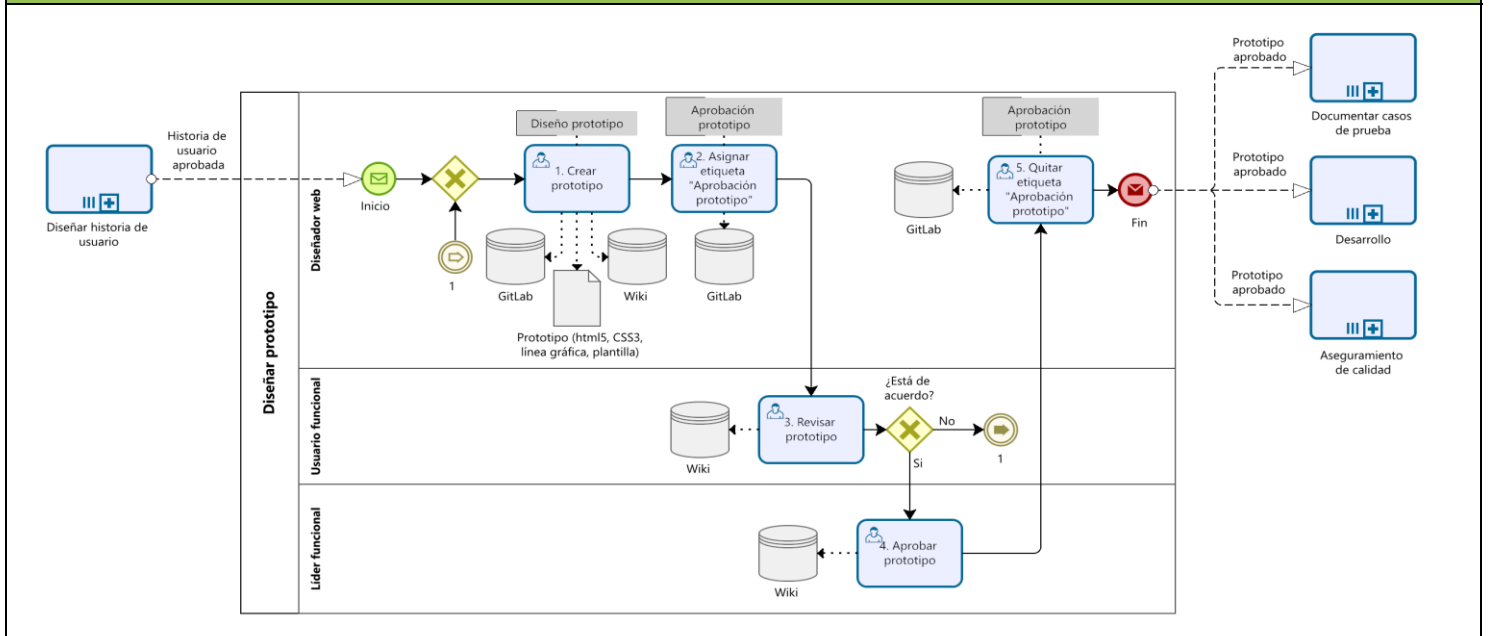 Historia de
usuario
aprobada
Diseñar historia de
usuario
Diseñar prototipo
Diseñador web
Inicio
1
Diseño prototipo
1. Crear
prototipo
GitLab
Wiki
Prototipo (html5, CSS3,
línea gráfica, plantilla)
Aprobación
prototipo
2. Asignar
etiqueta
"Aprobación
prototipo"
GitLab
Aprobación
prototipo
5. Quitar
etiqueta
"Aprobación
prototipo"
GitLab
Fin
Usuario funcional
3. Revisar
prototipo
Wiki
¿Está de
acuerdo?
No
1
Si
Líder funcional
4. Aprobar
prototipo
Wiki
Prototipo
aprobado
Documentar casos
de prueba
Prototipo
aprobado
Desarrollo
Prototipo
aprobado
Aseguramiento
de calidad